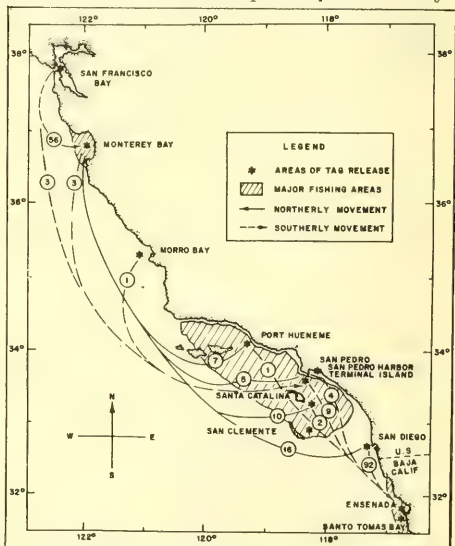 122° 120° 118°
38° 38°
SAN FRANCISCO
BAY
56
MONTEREY BAY
LEGEND
AREAS OF TAG RELEASE
MAJOR FISHING AREAS
NORTHERLY MOVEMENT
SOUTHERLY MOVEMENT
3 3
36° 36°
MORRO BAY
1
PORT HUENEME
34° 34°
7 5 1
SAN PEDRO
SAN PEDRO HARBOR
TERMINAL ISLAND
SANTA CATALINA
4
10 9
2
SAN CLEMENTE
16
SAN DIEGO
U.S
BAJA
CALIF
92
N
W E
S
32° 32°
ENSENADA
SANTO TOMAS BAY
122° 120° 118°